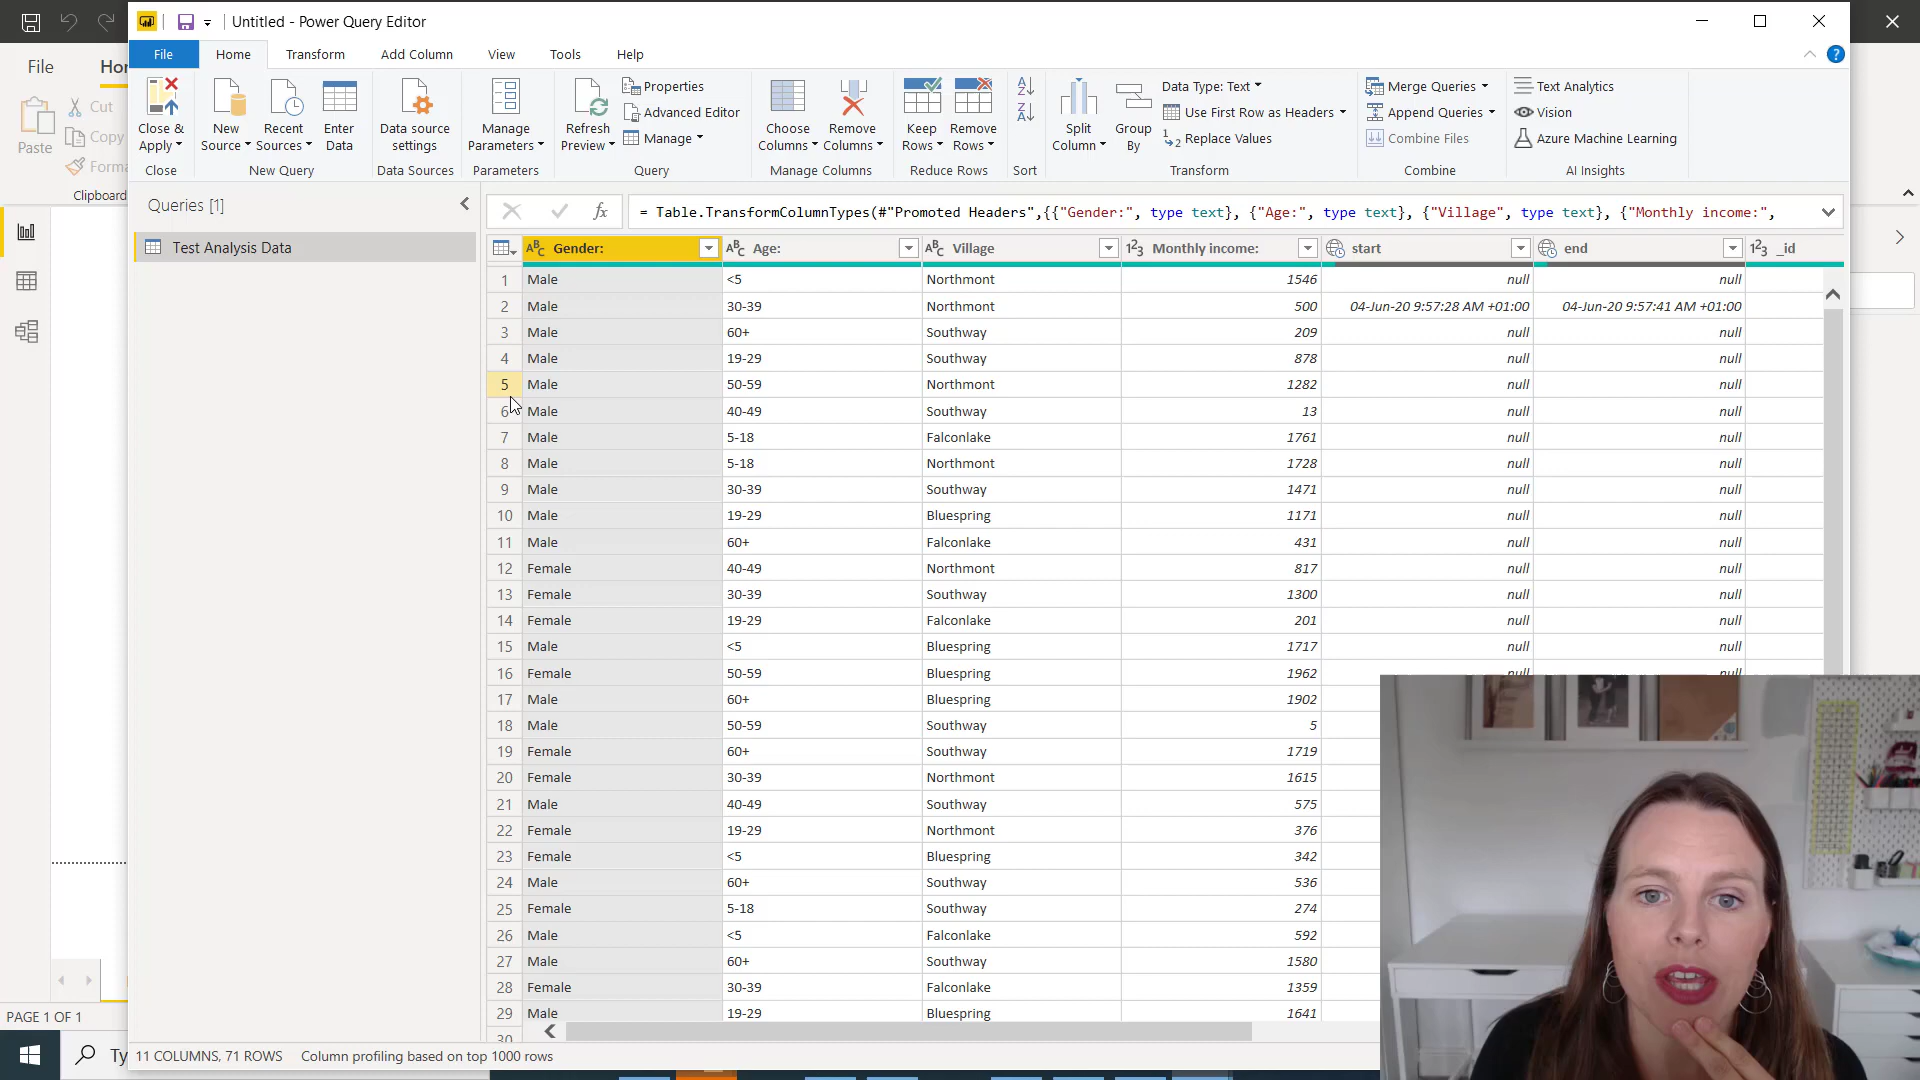 Untitled - Power Query Editor
File Home Transform Add Column View Tools Help
File
Paste
Cut
Copy
Clipboard
Close & Apply
New Source
Recent Sources
Enter Data
Data source settings
Manage Parameters
Refresh Preview
Properties
Advanced Editor
Manage
Choose Columns
Remove Columns
Keep Rows
Remove Rows
Split Column
Group By
Data Type: Text
Use First Row as Headers
Replace Values
Merge Queries
Append Queries
Combine Files
Text Analytics
Vision
Azure Machine Learning
Close New Query Data Sources Parameters Query Manage Columns Reduce Rows Sort Transform Combine AI Insights
Queries [1]
Test Analysis Data
fx = Table.TransformColumnTypes(#"Promoted Headers",{{"Gender:", type text}, {"Age:", type text}, {"Village", type text}, {"Monthly income:",
Gender: Age: Village Monthly income: start end _id
1 Male <5 Northmont 1546 null null
2 Male 30-39 Northmont 500 04-Jun-20 9:57:28 AM +01:00 04-Jun-20 9:57:41 AM +01:00
3 Male 60+ Southway 209 null null
4 Male 19-29 Southway 878 null null
5 Male 50-59 Northmont 1282 null null
6 Male 40-49 Southway 13 null null
7 Male 5-18 Falconlake 1761 null null
8 Male 5-18 Northmont 1728 null null
9 Male 30-39 Southway 1471 null null
10 Male 19-29 Bluespring 1171 null null
11 Male 60+ Falconlake 431 null null
12 Female 40-49 Northmont 817 null null
13 Female 30-39 Southway 1300 null null
14 Female 19-29 Falconlake 201 null null
15 Male <5 Bluespring 1717 null null
16 Female 50-59 Bluespring 1962 null null
17 Male 60+ Bluespring 1902
18 Male 50-59 Southway 5
19 Female 60+ Southway 1719
20 Female 30-39 Northmont 1615
21 Male 40-49 Southway 575
22 Female 19-29 Northmont 376
23 Female <5 Bluespring 342
24 Male 60+ Southway 536
25 Female 5-18 Southway 274
26 Male <5 Falconlake 592
27 Male 60+ Southway 1580
28 Female 30-39 Falconlake 1359
29 Male 19-29 Bluespring 1641
30
PAGE 1 OF 1
11 COLUMNS, 71 ROWS Column profiling based on top 1000 rows